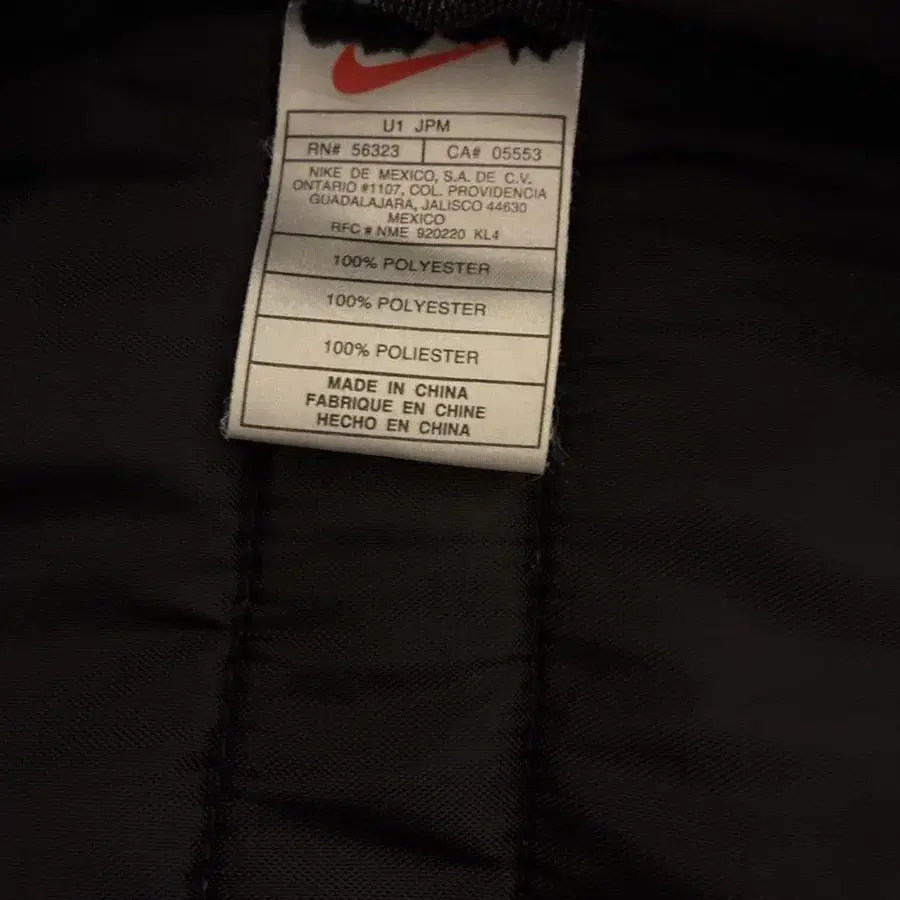 U1 JPM
RN# 56323 CA# 05553
NIKE DE MEXICO, S.A. DE C.V.
ONTARIO #1107, COL. PROVIDENCIA
GUADALAJARA, JALISCO 44630
MEXICO
RFC # NME 920220 KL4
100% POLYESTER
100% POLYESTER
100% POLIESTER
MADE IN CHINA
FABRIQUE EN CHINE
HECHO EN CHINA